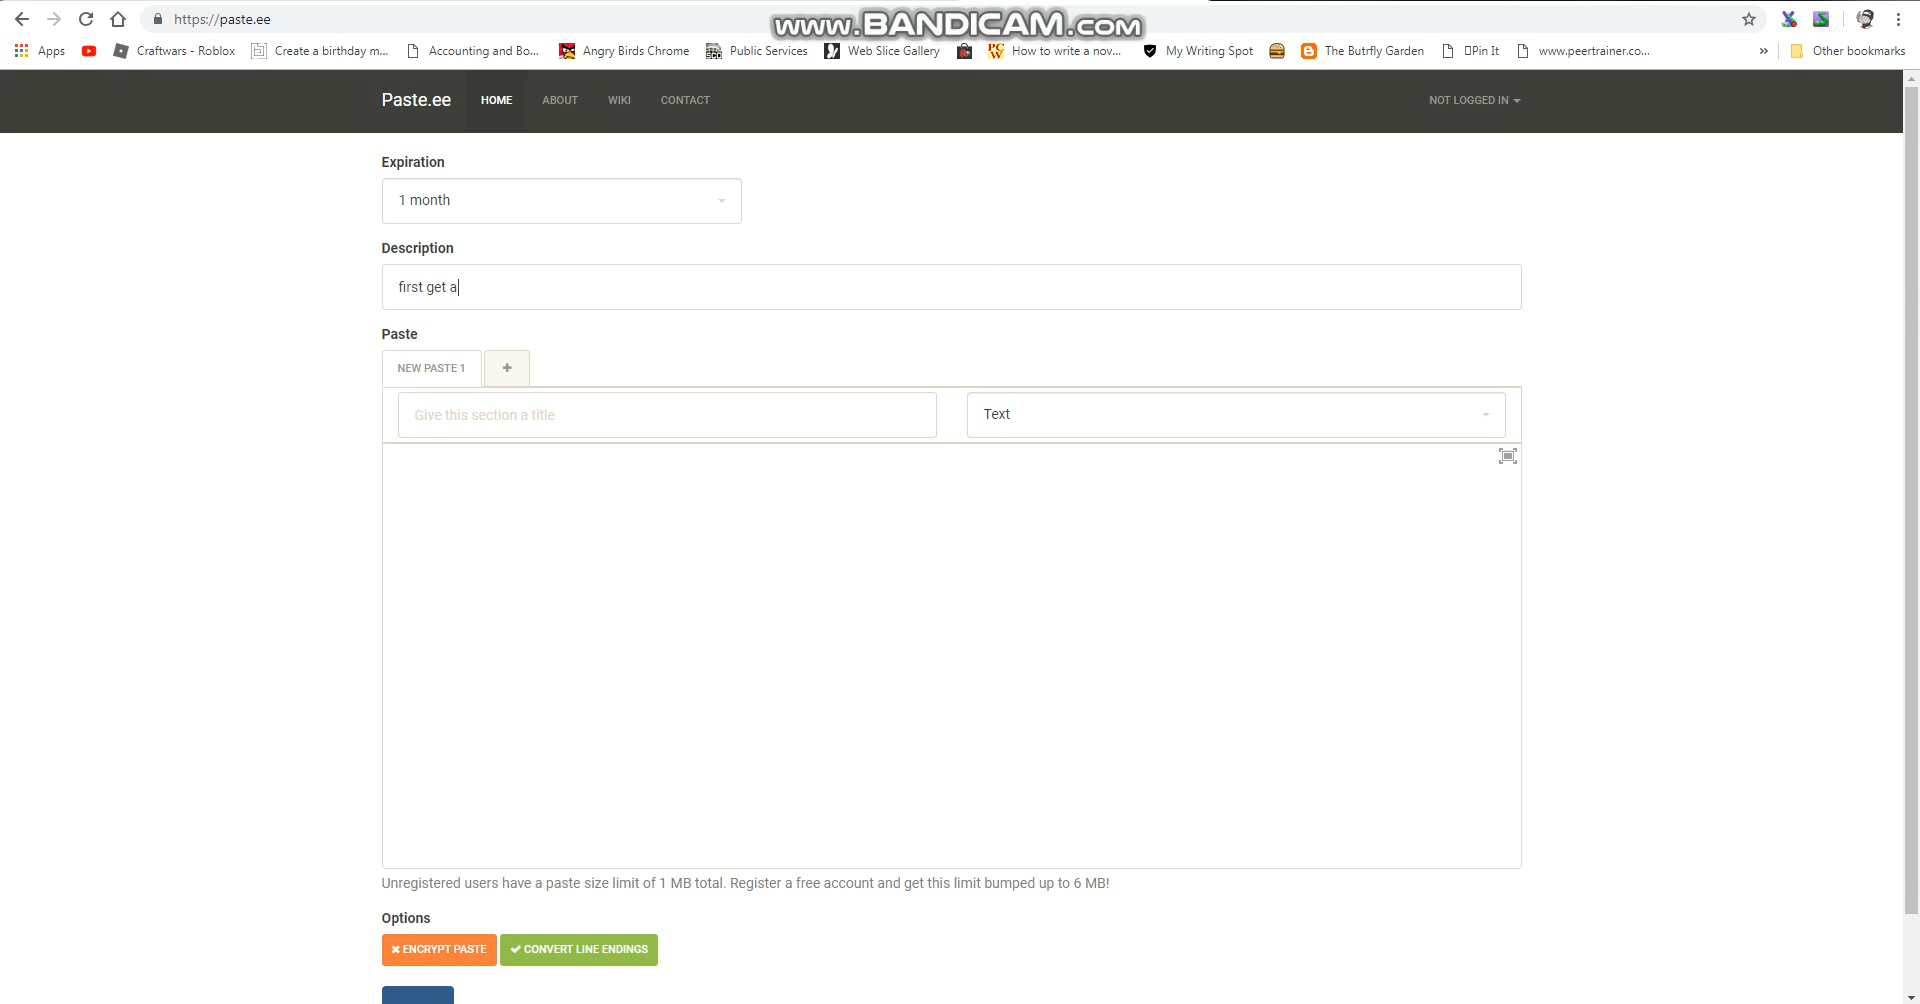 https://paste.ee
www.BANDICAM.com
Apps Craftwars - Roblox Create a birthday m... Accounting and Bo... Angry Birds Chrome Public Services Web Slice Gallery How to write a nov... My Writing Spot The Butrfly Garden ▯Pin It www.peertrainer.co... » Other bookmarks
Paste.ee HOME ABOUT WIKI CONTACT NOT LOGGED IN
Expiration
1 month
Description
first get a
Paste
NEW PASTE 1 +
Give this section a title Text
Unregistered users have a paste size limit of 1 MB total. Register a free account and get this limit bumped up to 6 MB!
Options
ENCRYPT PASTE CONVERT LINE ENDINGS